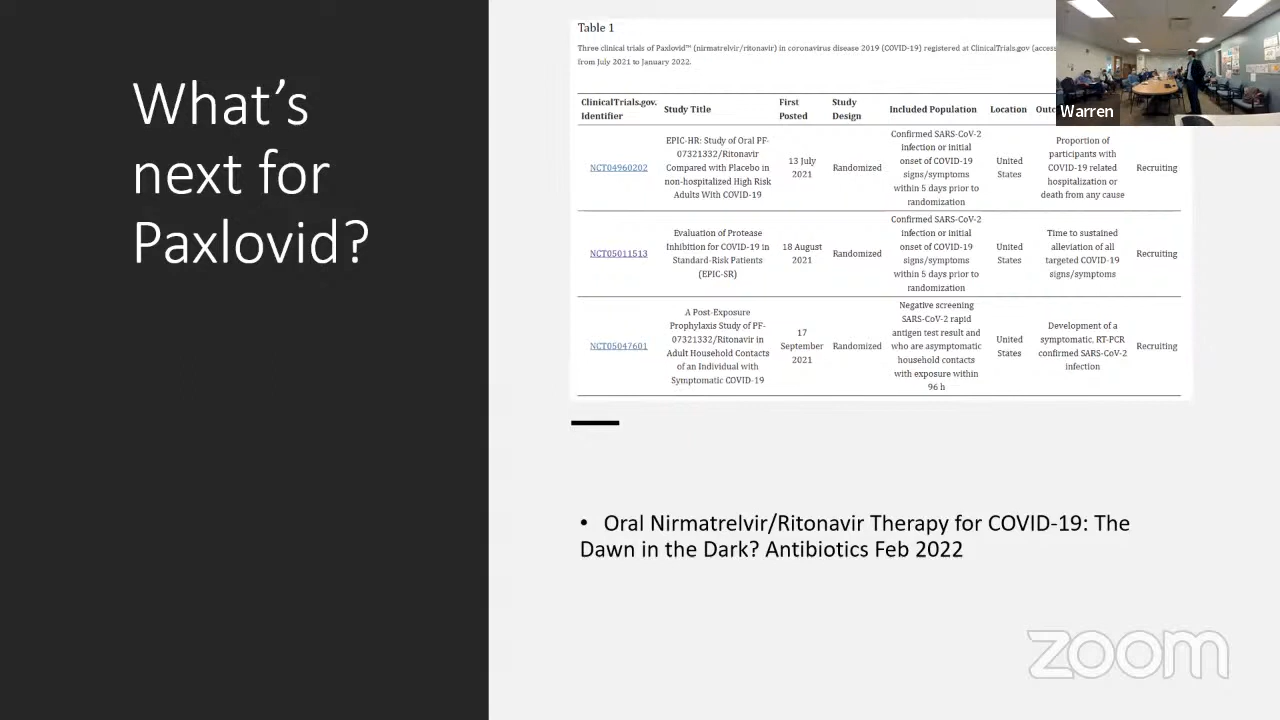 What's
next for
Paxlovid?
Table 1
Three clinical trials of Paxlovid™ (nirmatrelvir/ritonavir) in coronavirus disease 2019 (COVID-19) registered at ClinicalTrials.gov
from July 2021 to January 2022.
Warren
ClinicalTrials.gov. Identifier
Study Title
First Posted
Study Design
Included Population
Location
NCT04960202
EPIC-HR: Study of Oral PF-
07321332/Ritonavir
Compared with Placebo in
non-hospitalized High Risk
Adults With COVID-19
13 July
2021
Randomized
Confirmed SARS-CoV-2
infection or initial
onset of COVID-19
signs/symptoms
within 5 days prior to
randomization
United
States
Proportion of
participants with
COVID-19 related
hospitalization or
death from any cause
Recruiting
NCT05011513
Evaluation of Protease
Inhibition for COVID-19 in
Standard-Risk Patients
(EPIC-SR)
18 August
2021
Randomized
Confirmed SARS-CoV-2
infection or initial
onset of COVID-19
signs/symptoms
within 5 days prior to
randomization
United
States
Time to sustained
alleviation of all
targeted COVID-19
signs/symptoms
Recruiting
NCT05047601
A Post-Exposure
Prophylaxis Study of PF-
07321332/Ritonavir in
Adult Household Contacts
of an Individual with
Symptomatic COVID-19
17
September
2021
Randomized
Negative screening
SARS-CoV-2 rapid
antigen test result and
who are asymptomatic
household contacts
with exposure within
96 h
United
States
Development of a
symptomatic, RT-PCR
confirmed SARS-CoV-2
infection
Recruiting
• Oral Nirmatrelvir/Ritonavir Therapy for COVID-19: The
Dawn in the Dark? Antibiotics Feb 2022
zoom